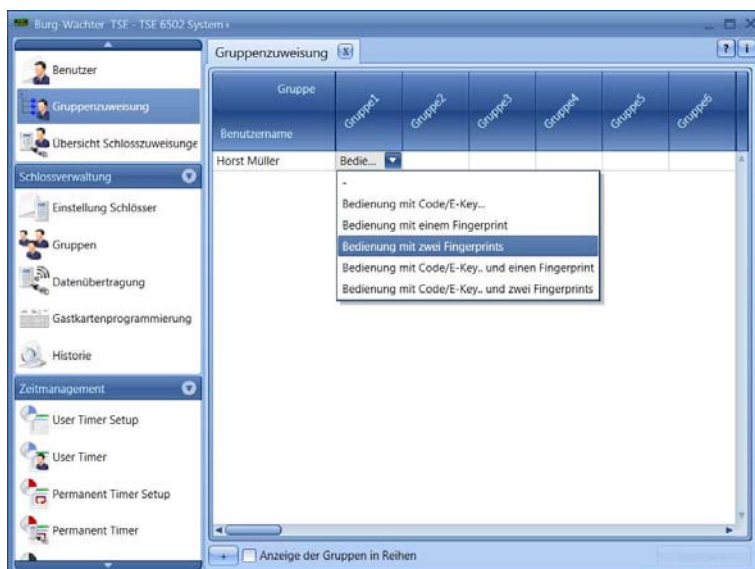 Burg-Wächter TSE - TSE 6502 System
Benutzer
Gruppenzuweisung
Übersicht Schlosszuweisunge
Schlossverwaltung
Einstellung Schlösser
Gruppen
Datenübertragung
Gastkartenprogrammierung
Historie
Zeitmanagement
User Timer Setup
User Timer
Permanent Timer Setup
Permanent Timer
Gruppenzuweisung
Gruppe
Benutzername
Gruppe1
Gruppe2
Gruppe3
Gruppe4
Gruppe5
Gruppe6
Horst Müller
Bedie...
-
Bedienung mit Code/E-Key...
Bedienung mit einem Fingerprint
Bedienung mit zwei Fingerprints
Bedienung mit Code/E-Key.. und einen Fingerprint
Bedienung mit Code/E-Key.. und zwei Fingerprints
+
Anzeige der Gruppen in Reihen